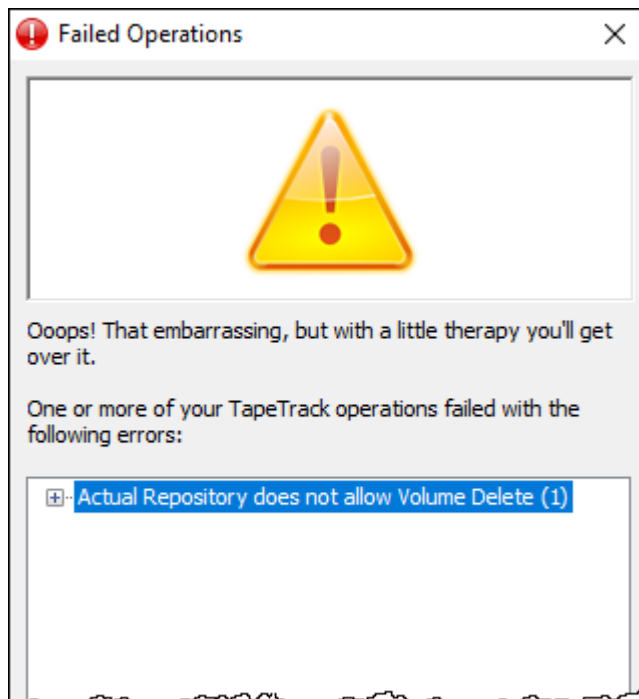 Failed Operations
Ooops! That embarrassing, but with a little therapy you'll get
over it.
One or more of your TapeTrack operations failed with the
following errors:
Actual Repository does not allow Volume Delete (1)